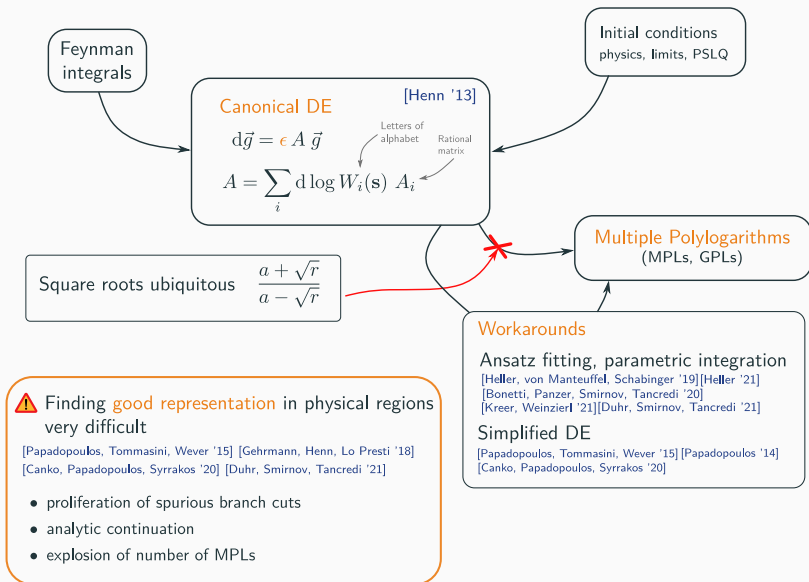 Feynman
integrals
Initial conditions
physics, limits, PSLQ
Canonical DE
[Henn '13]
Letters of
alphabet
d\vec{g} = ϵ A \vec{g}
Rational
matrix
A = ∑_i d log W_i(s) A_i
Multiple Polylogarithms
(MPLs, GPLs)
Square roots ubiquitous (a + √r)/(a − √r)
Workarounds
Ansatz fitting, parametric integration
[Heller, von Manteuffel, Schabinger '19][Heller '21]
[Bonetti, Panzer, Smirnov, Tancredi '20]
[Kreer, Weinzierl '21][Duhr, Smirnov, Tancredi '21]
Simplified DE
[Papadopoulos, Tommasini, Wever '15][Papadopoulos '14]
[Canko, Papadopoulos, Syrrakos '20]
Finding good representation in physical regions
very difficult
[Papadopoulos, Tommasini, Wever '15] [Gehrmann, Henn, Lo Presti '18]
[Canko, Papadopoulos, Syrrakos '20] [Duhr, Smirnov, Tancredi '21]
• proliferation of spurious branch cuts
• analytic continuation
• explosion of number of MPLs